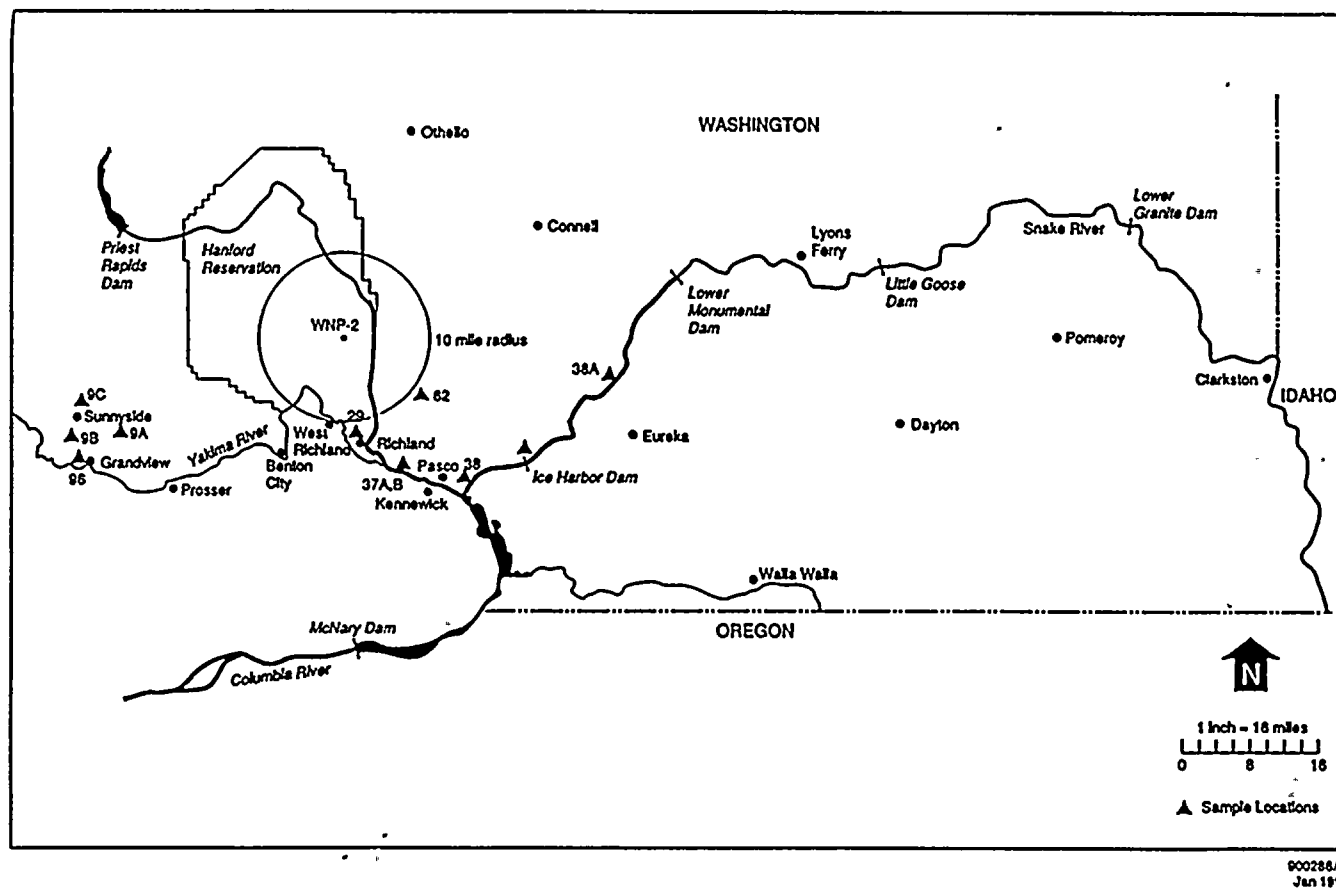 WASHINGTON
Othello
Connell
Lower
Granite Dam
Snake River
Lyons
Ferry
Little Goose
Dam
Lower
Monumental
Dam
Priest
Rapids
Dam
Hanford
Reservation
WNP-2
10 mile radius
Pomeroy
Clarkston
IDAHO
38A
62
9C
Sunnyside
9B
9A
96
Grandview
Yakima River
Prosser
Benton
City
West
Richland
29
Richland
37A,B
Pasco
38
Kennewick
Ice Harbor Dam
Eureka
Dayton
Walla Walla
OREGON
McNary Dam
Columbia River
N
1 inch = 16 miles
0 8 16
Sample Locations